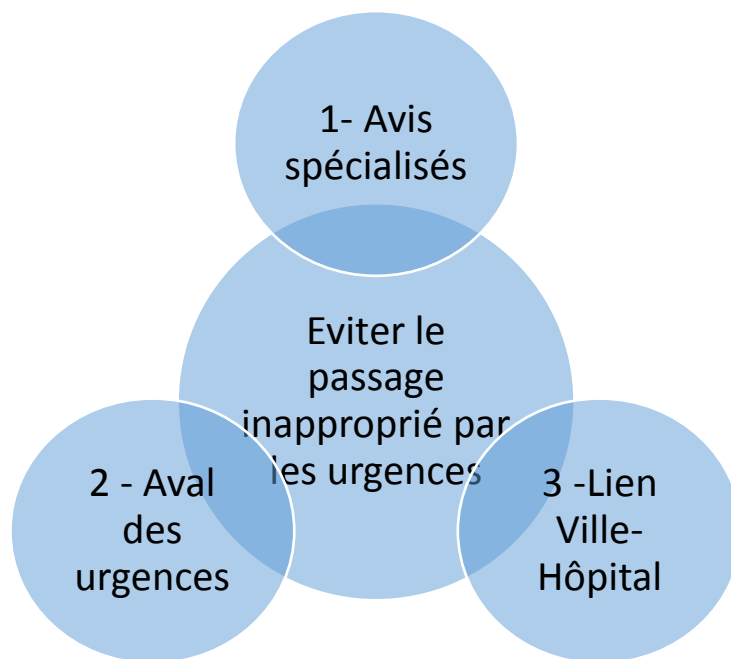 1- Avis
spécialisés
Eviter le
passage
inapproprié par
les urgences
2 - Aval
des
urgences
3 -Lien
Ville-
Hôpital